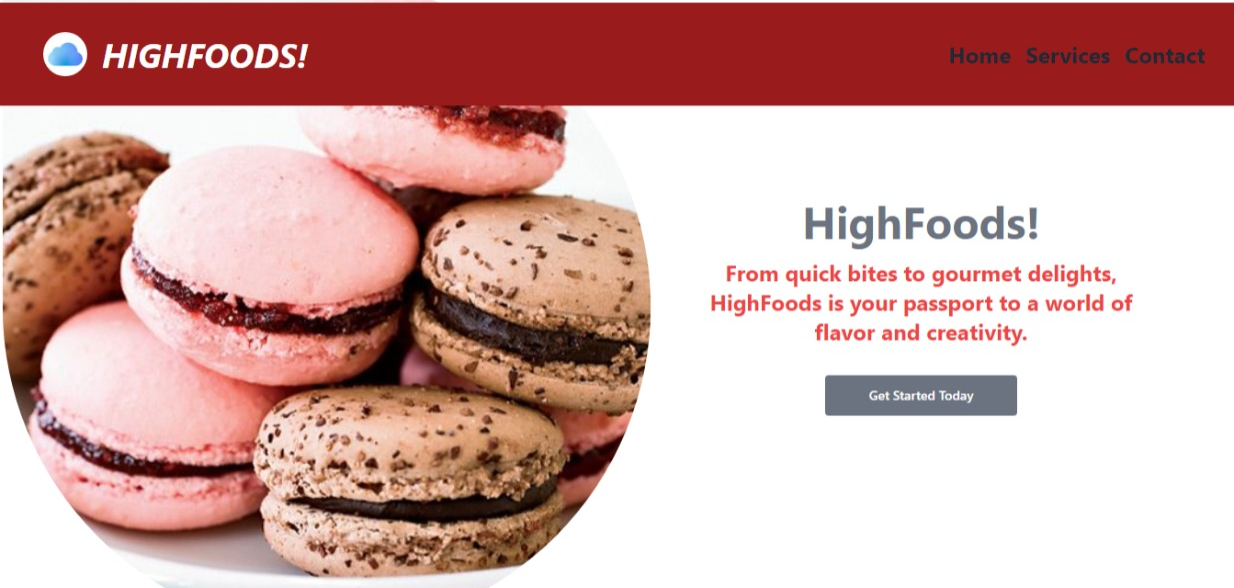 HIGHFOODS!
Home Services Contact
HighFoods!
From quick bites to gourmet delights,
HighFoods is your passport to a world of
flavor and creativity.
Get Started Today